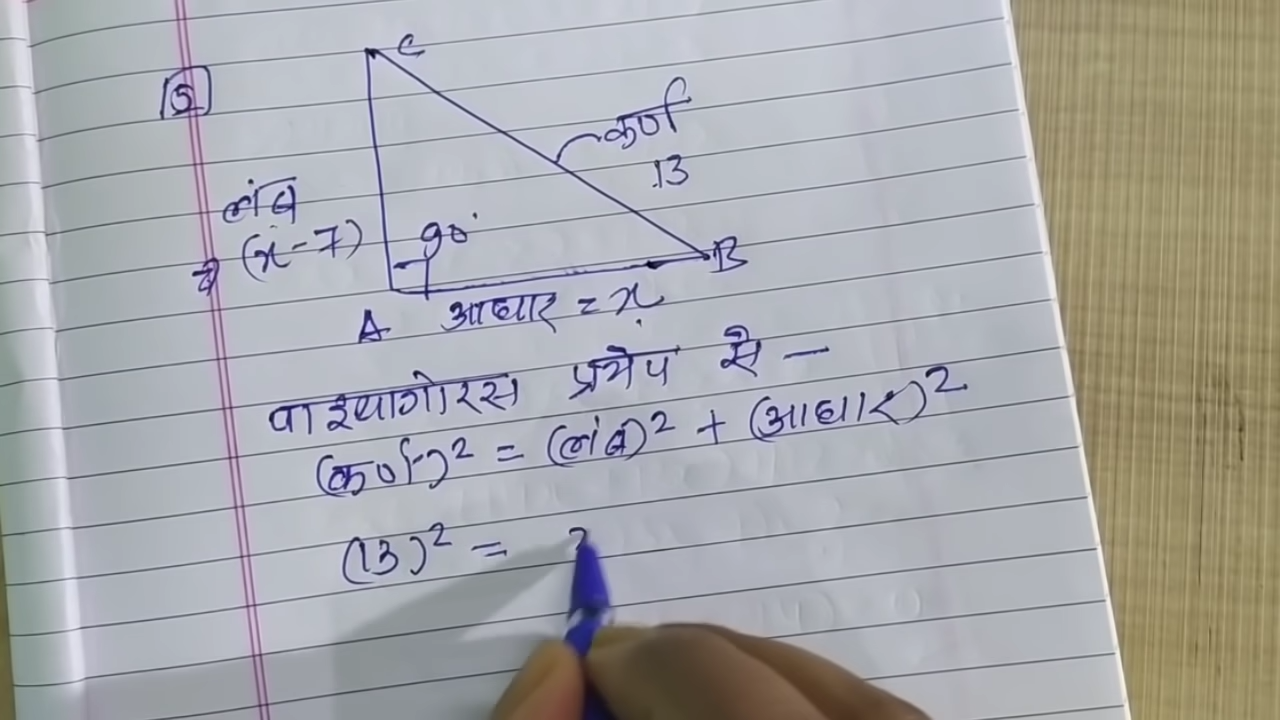 5
C
कर्ण
13
लंब
(x-7)
90°
B
A आधार = x
पाइथागोरस प्रमेय से —
(कर्ण)² = (लंब)² + (आधार)²
(13)² =